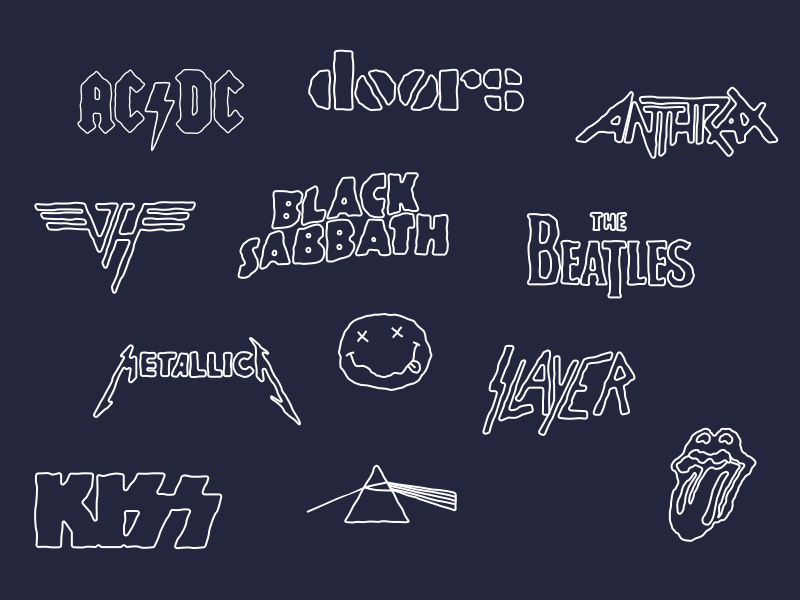 AC/DC
doors
ANTHRAX
VH
BLACK
SABBATH
THE
BEATLES
METALLICA
SLAYER
KISS